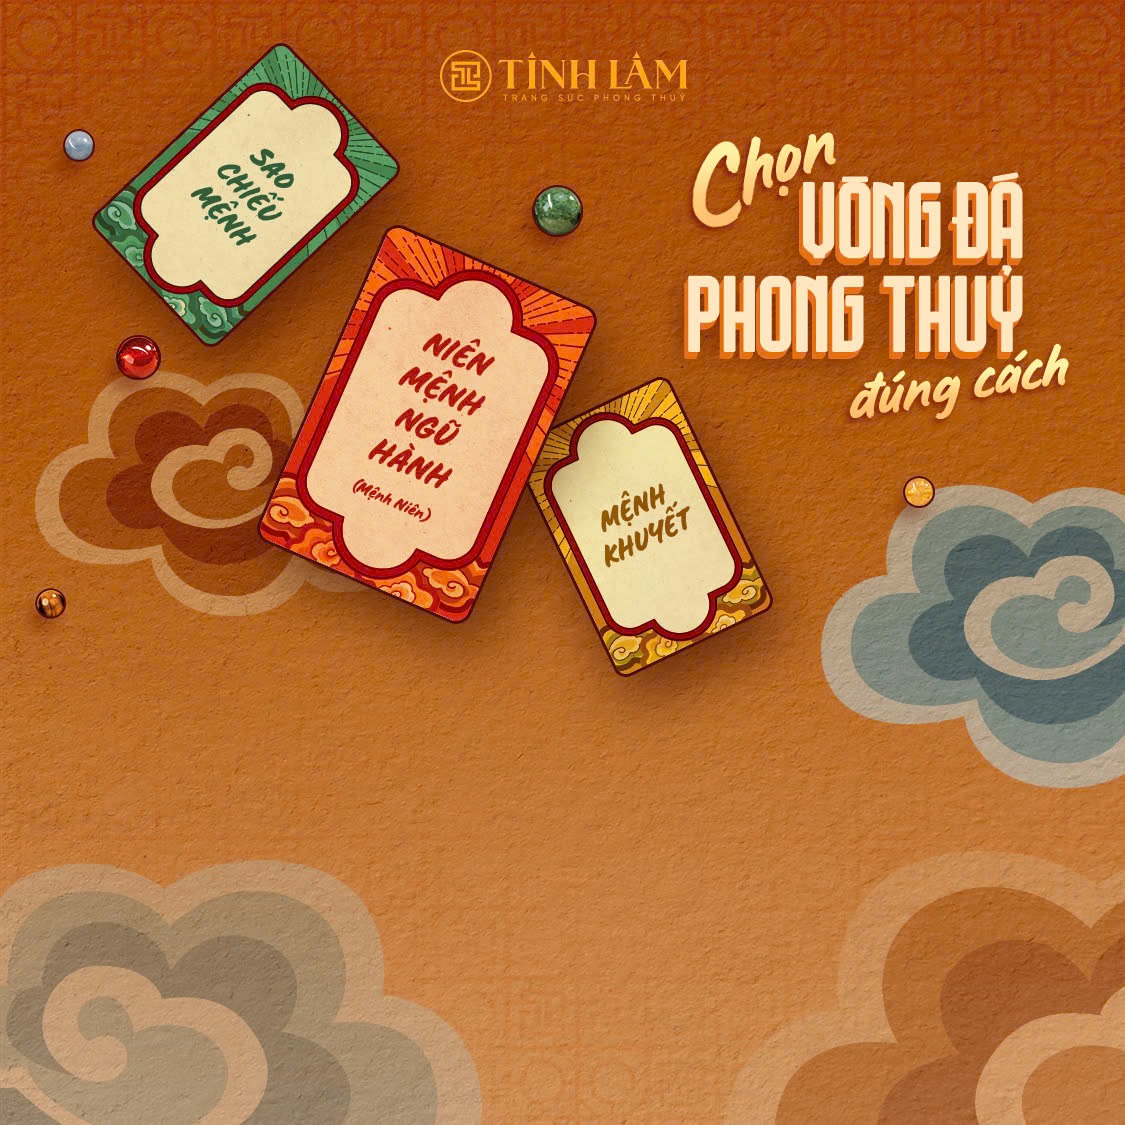 TỊNH LÂM
TRANG SỨC PHONG THUỶ
Chọn
VÒNG ĐÁ
PHONG THUỶ
đúng cách
SAO
CHIẾU
MỆNH
NIÊN
MỆNH
NGŨ
HÀNH
(Mệnh Niên)
MỆNH
KHUYẾT